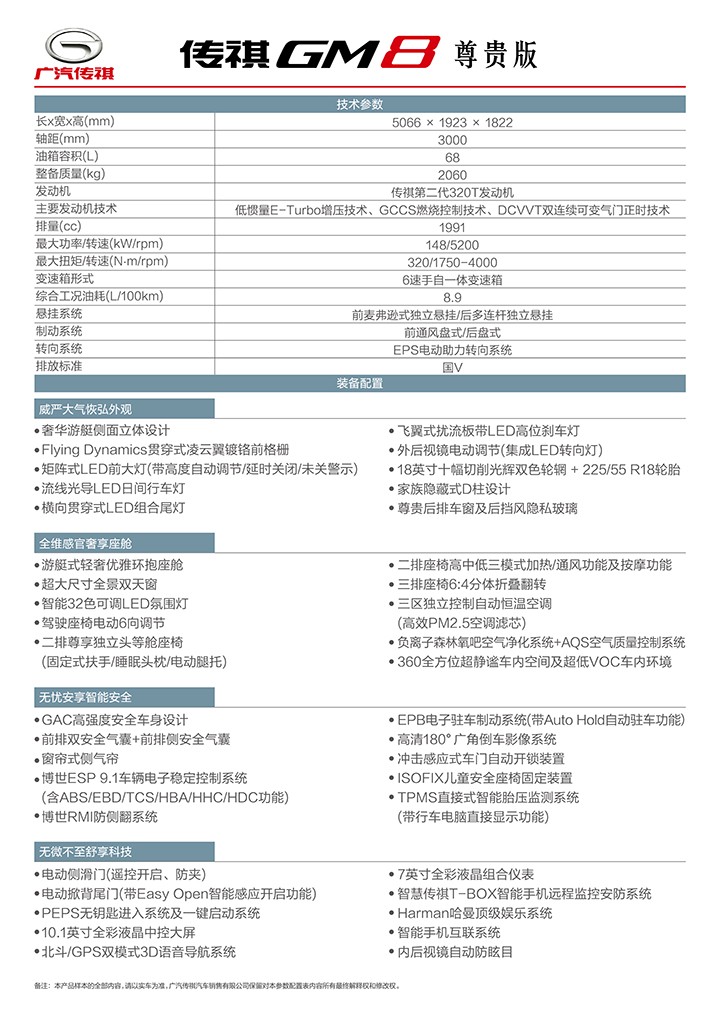 广汽传祺
传祺GM8 尊贵版
技术参数
长x宽x高(mm) 5066 × 1923 × 1822
轴距(mm) 3000
油箱容积(L) 68
整备质量(kg) 2060
发动机 传祺第二代320T发动机
主要发动机技术 低惯量E-Turbo增压技术、GCCS燃烧控制技术、DCVVT双连续可变气门正时技术
排量(cc) 1991
最大功率/转速(kW/rpm) 148/5200
最大扭矩/转速(N·m/rpm) 320/1750-4000
变速箱形式 6速手自一体变速箱
综合工况油耗(L/100km) 8.9
悬挂系统 前麦弗逊式独立悬挂/后多连杆独立悬挂
制动系统 前通风盘式/后盘式
转向系统 EPS电动助力转向系统
排放标准 国V
装备配置
威严大气恢弘外观
•奢华游艇侧面立体设计
•Flying Dynamics贯穿式凌云翼镀铬前格栅
•矩阵式LED前大灯(带高度自动调节/延时关闭/未关警示)
•流线光导LED日间行车灯
•横向贯穿式LED组合尾灯
•飞翼式扰流板带LED高位刹车灯
•外后视镜电动调节(集成LED转向灯)
•18英寸十幅切削光辉双色轮辋 + 225/55 R18轮胎
•家族隐藏式D柱设计
•尊贵后排车窗及后挡风隐私玻璃
全维感官奢享座舱
•游艇式轻奢优雅环抱座舱
•超大尺寸全景双天窗
•智能32色可调LED氛围灯
•驾驶座椅电动6向调节
•二排尊享独立头等舱座椅
(固定式扶手/睡眠头枕/电动腿托)
•二排座椅高中低三模式加热/通风功能及按摩功能
•三排座椅6:4分体折叠翻转
•三区独立控制自动恒温空调
(高效PM2.5空调滤芯)
•负离子森林氧吧空气净化系统+AQS空气质量控制系统
•360全方位超静谧车内空间及超低VOC车内环境
无忧安享智能安全
•GAC高强度安全车身设计
•前排双安全气囊+前排侧安全气囊
•窗帘式侧气帘
•博世ESP 9.1车辆电子稳定控制系统
(含ABS/EBD/TCS/HBA/HHC/HDC功能)
•博世RMI防侧翻系统
•EPB电子驻车制动系统(带Auto Hold自动驻车功能)
•高清180°广角倒车影像系统
•冲击感应式车门自动开锁装置
•ISOFIX儿童安全座椅固定装置
•TPMS直接式智能胎压监测系统
(带行车电脑直接显示功能)
无微不至舒享科技
•电动侧滑门(遥控开启、防夹)
•电动掀背尾门(带Easy Open智能感应开启功能)
•PEPS无钥匙进入系统及一键启动系统
•10.1英寸全彩液晶中控大屏
•北斗/GPS双模式3D语音导航系统
•7英寸全彩液晶组合仪表
•智慧传祺T-BOX智能手机远程监控安防系统
•Harman哈曼顶级娱乐系统
•智能手机互联系统
•内后视镜自动防眩目
备注：本产品样本的全部内容,请以实车为准,广汽传祺汽车销售有限公司保留对本参数配置表内容所有最终解释权和修改权。